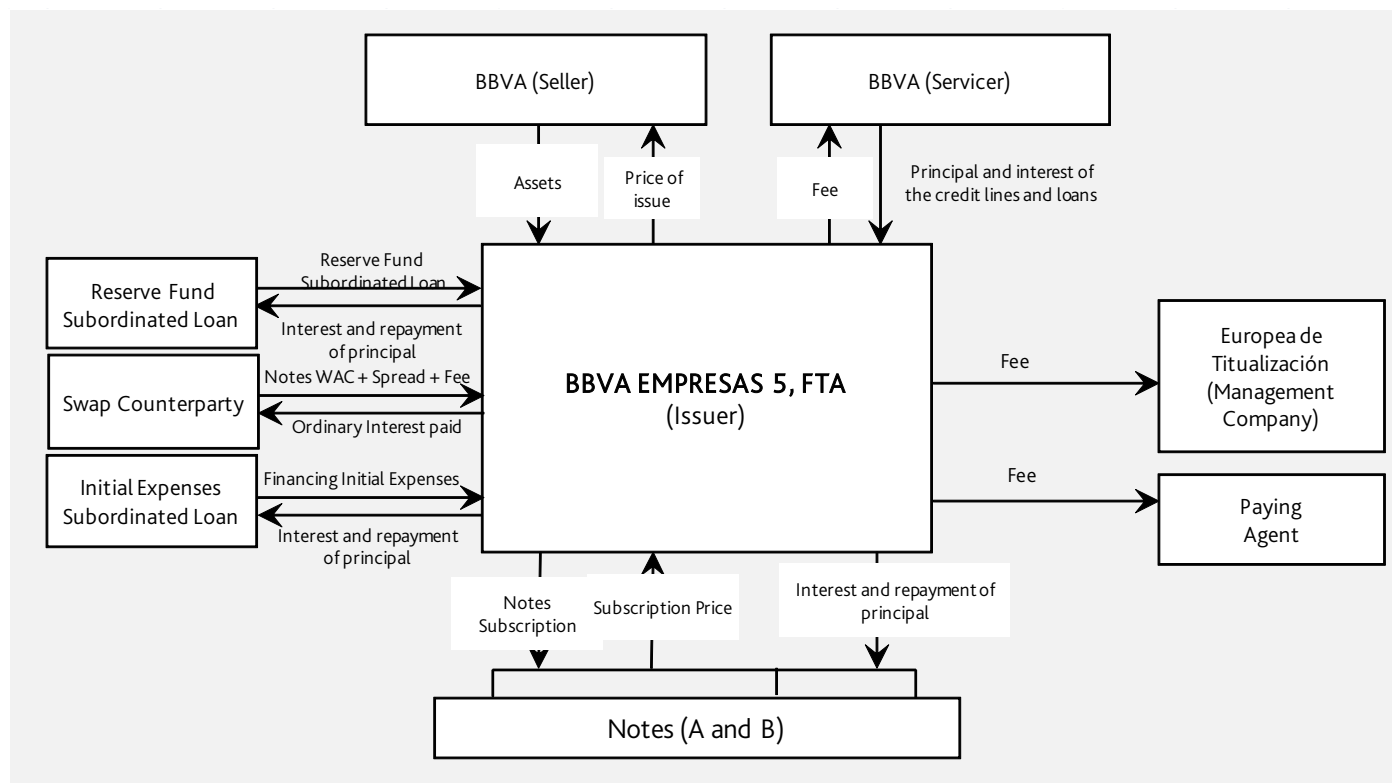 BBVA (Seller)
BBVA (Servicer)
Assets
Price of
issue
Fee
Principal and interest of
the credit lines and loans
Reserve Fund
Subordinated Loan
Reserve Fund
Subordinated Loan
Interest and repayment
of principal
Swap Counterparty
Notes WAC + Spread + Fee
Ordinary Interest paid
Initial Expenses
Subordinated Loan
Financing Initial Expenses
Interest and repayment
of principal
BBVA EMPRESAS 5, FTA
(Issuer)
Fee
Europea de
Titualización
(Management
Company)
Fee
Paying
Agent
Notes
Subscription
Subscription Price
Interest and repayment of
principal
Notes (A and B)